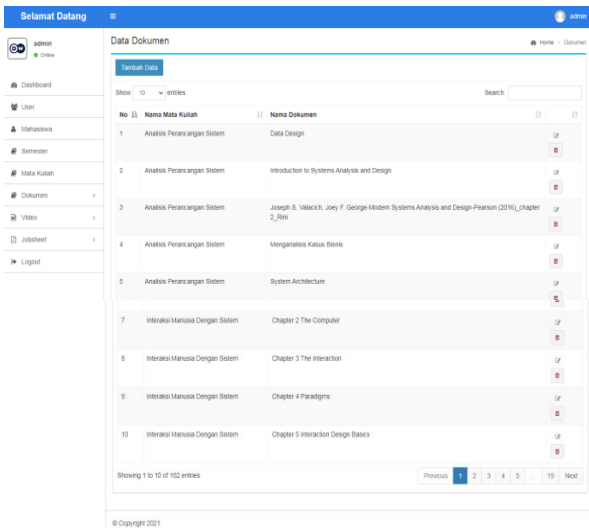 Selamat Datang
admin
admin
Online
Data Dokumen
Home
Dokumen
Tambah Data
Dashboard
User
Mahasiswa
Semester
Mata Kuliah
Dokumen
Video
Jobsheet
Logout
Show 10 entries
Search:
No Nama Mata Kuliah Nama Dokumen
1 Analisis Perancangan Sistem Data Design
2 Analisis Perancangan Sistem Introduction to Systems Analysis and Design
3 Analisis Perancangan Sistem Joseph S. Valacich, Joey F. George-Modern Systems Analysis and Design-Pearson (2016)_chapter
2_Rini
4 Analisis Perancangan Sistem Menganalisis Kasus Bisnis
5 Analisis Perancangan Sistem System Architecture
7 Interaksi Manusia Dengan Sistem Chapter 2 The Computer
8 Interaksi Manusia Dengan Sistem Chapter 3 The Interaction
9 Interaksi Manusia Dengan Sistem Chapter 4 Paradigms
10 Interaksi Manusia Dengan Sistem Chapter 5 Interaction Design Basics
Showing 1 to 10 of 182 entries
Previous 1 2 3 4 5 ... 19 Next
© Copyright 2021